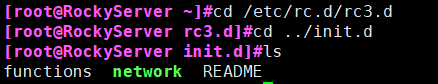 [root@RockyServer ~]#cd /etc/rc.d/rc3.d
[root@RockyServer rc3.d]#cd ../init.d
[root@RockyServer init.d]#ls
functions  network  README